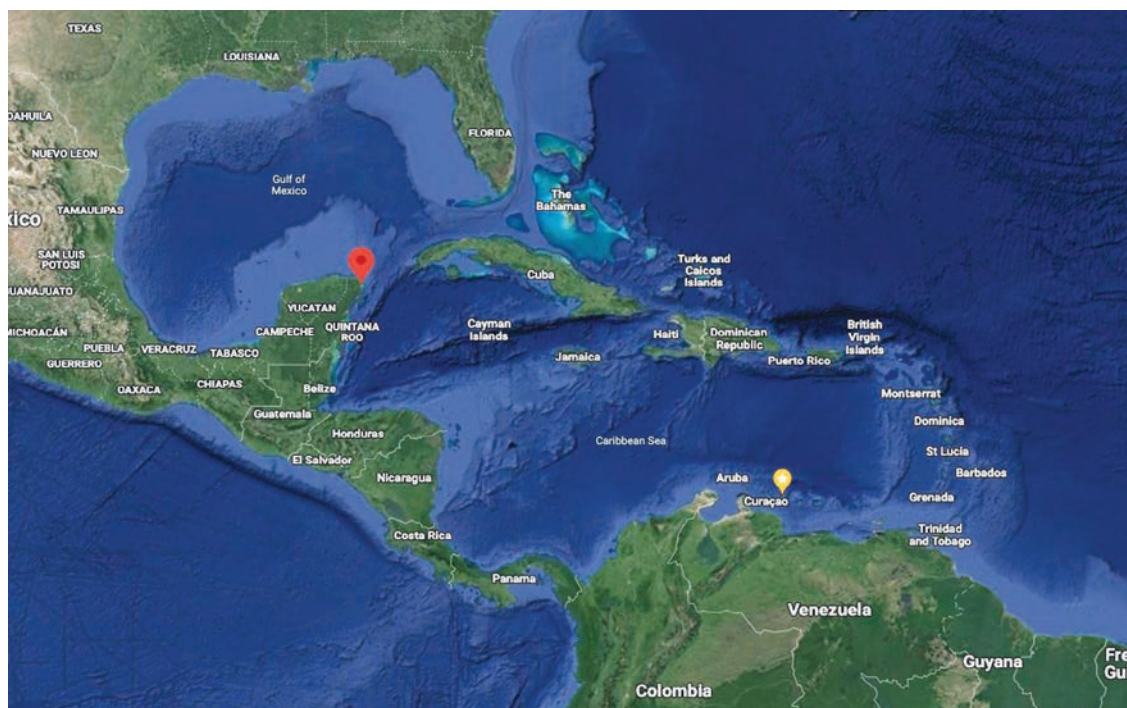 TEXAS
LOUISIANA
OAHUILA
FLORIDA
NUEVO LEON
Gulf of
Mexico
The
Bahamas
TAMAULIPAS
xico
SAN LUIS
POTOSI
Cuba
Turks and
Caicos
Islands
GUANAJUATO
YUCATAN
CAMPECHE
QUINTANA
ROO
Cayman
Islands
Haiti
Dominican
Republic
British
Virgin
Islands
MICHOACÁN
PUEBLA
VERACRUZ
TABASCO
Jamaica
Puerto Rico
GUERRERO
OAXACA
CHIAPAS
Belize
Montserrat
Guatemala
Dominica
Honduras
Caribbean Sea
St Lucia
El Salvador
Nicaragua
Aruba
Barbados
Curaçao
Grenada
Costa Rica
Trinidad
and Tobago
Panama
Venezuela
Guyana
Fre
Gu
Colombia